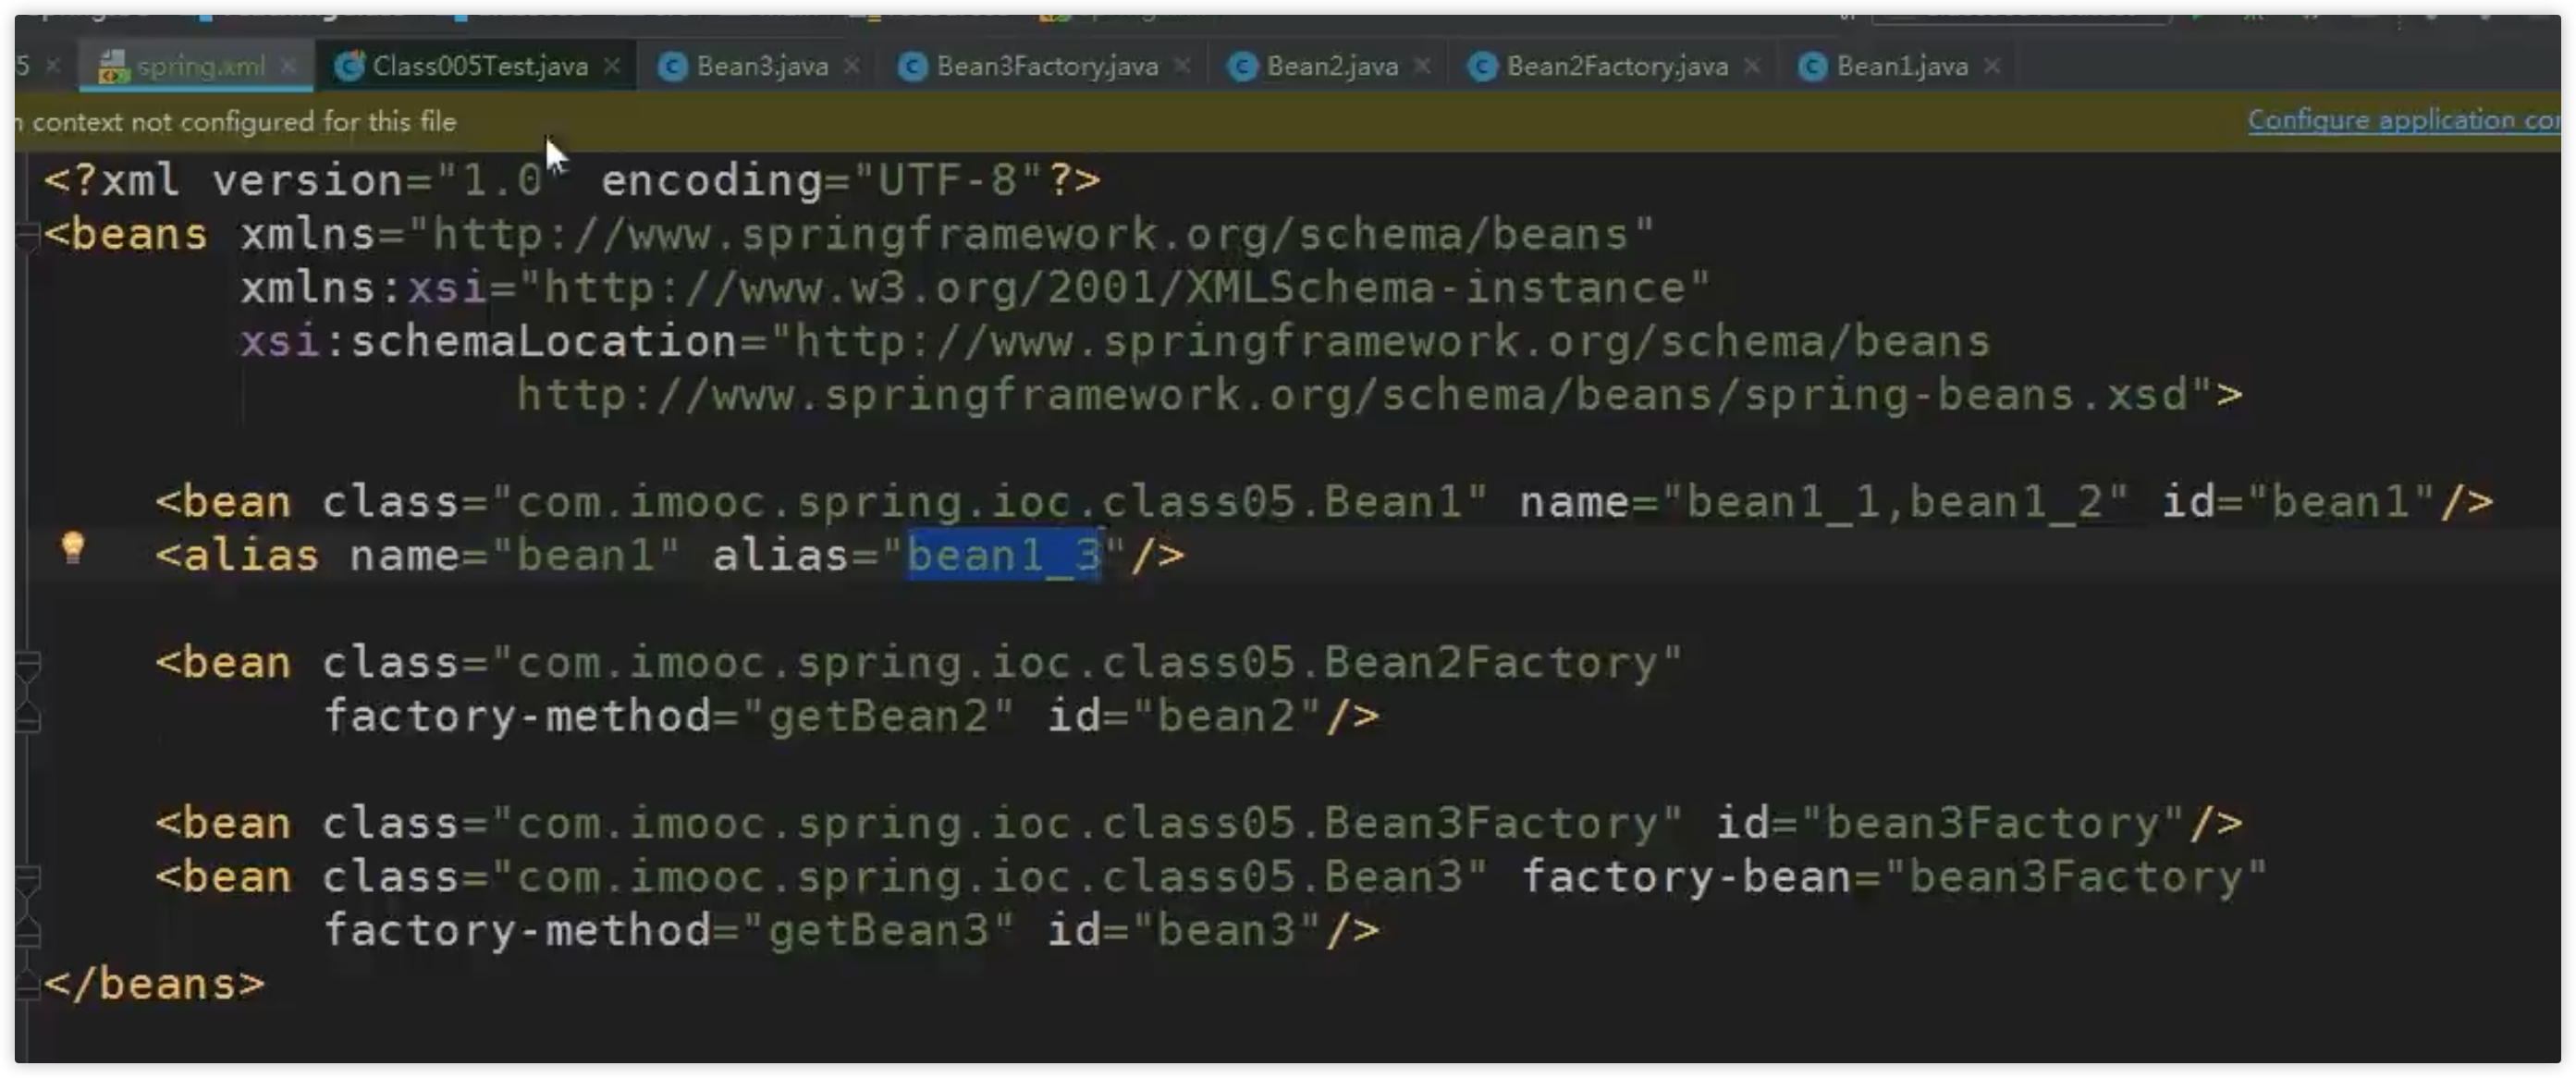 5 spring.xml Class005Test.java Bean3.java Bean3Factory.java Bean2.java Bean2Factory.java Bean1.java
context not configured for this file Configure application
<?xml version="1.0" encoding="UTF-8"?>
<beans xmlns="http://www.springframework.org/schema/beans"
xmlns:xsi="http://www.w3.org/2001/XMLSchema-instance"
xsi:schemaLocation="http://www.springframework.org/schema/beans
http://www.springframework.org/schema/beans/spring-beans.xsd">
<bean class="com.imooc.spring.ioc.class05.Bean1" name="bean1_1,bean1_2" id="bean1"/>
<alias name="bean1" alias="bean1_3"/>
<bean class="com.imooc.spring.ioc.class05.Bean2Factory"
factory-method="getBean2" id="bean2"/>
<bean class="com.imooc.spring.ioc.class05.Bean3Factory" id="bean3Factory"/>
<bean class="com.imooc.spring.ioc.class05.Bean3" factory-bean="bean3Factory"
factory-method="getBean3" id="bean3"/>
</beans>